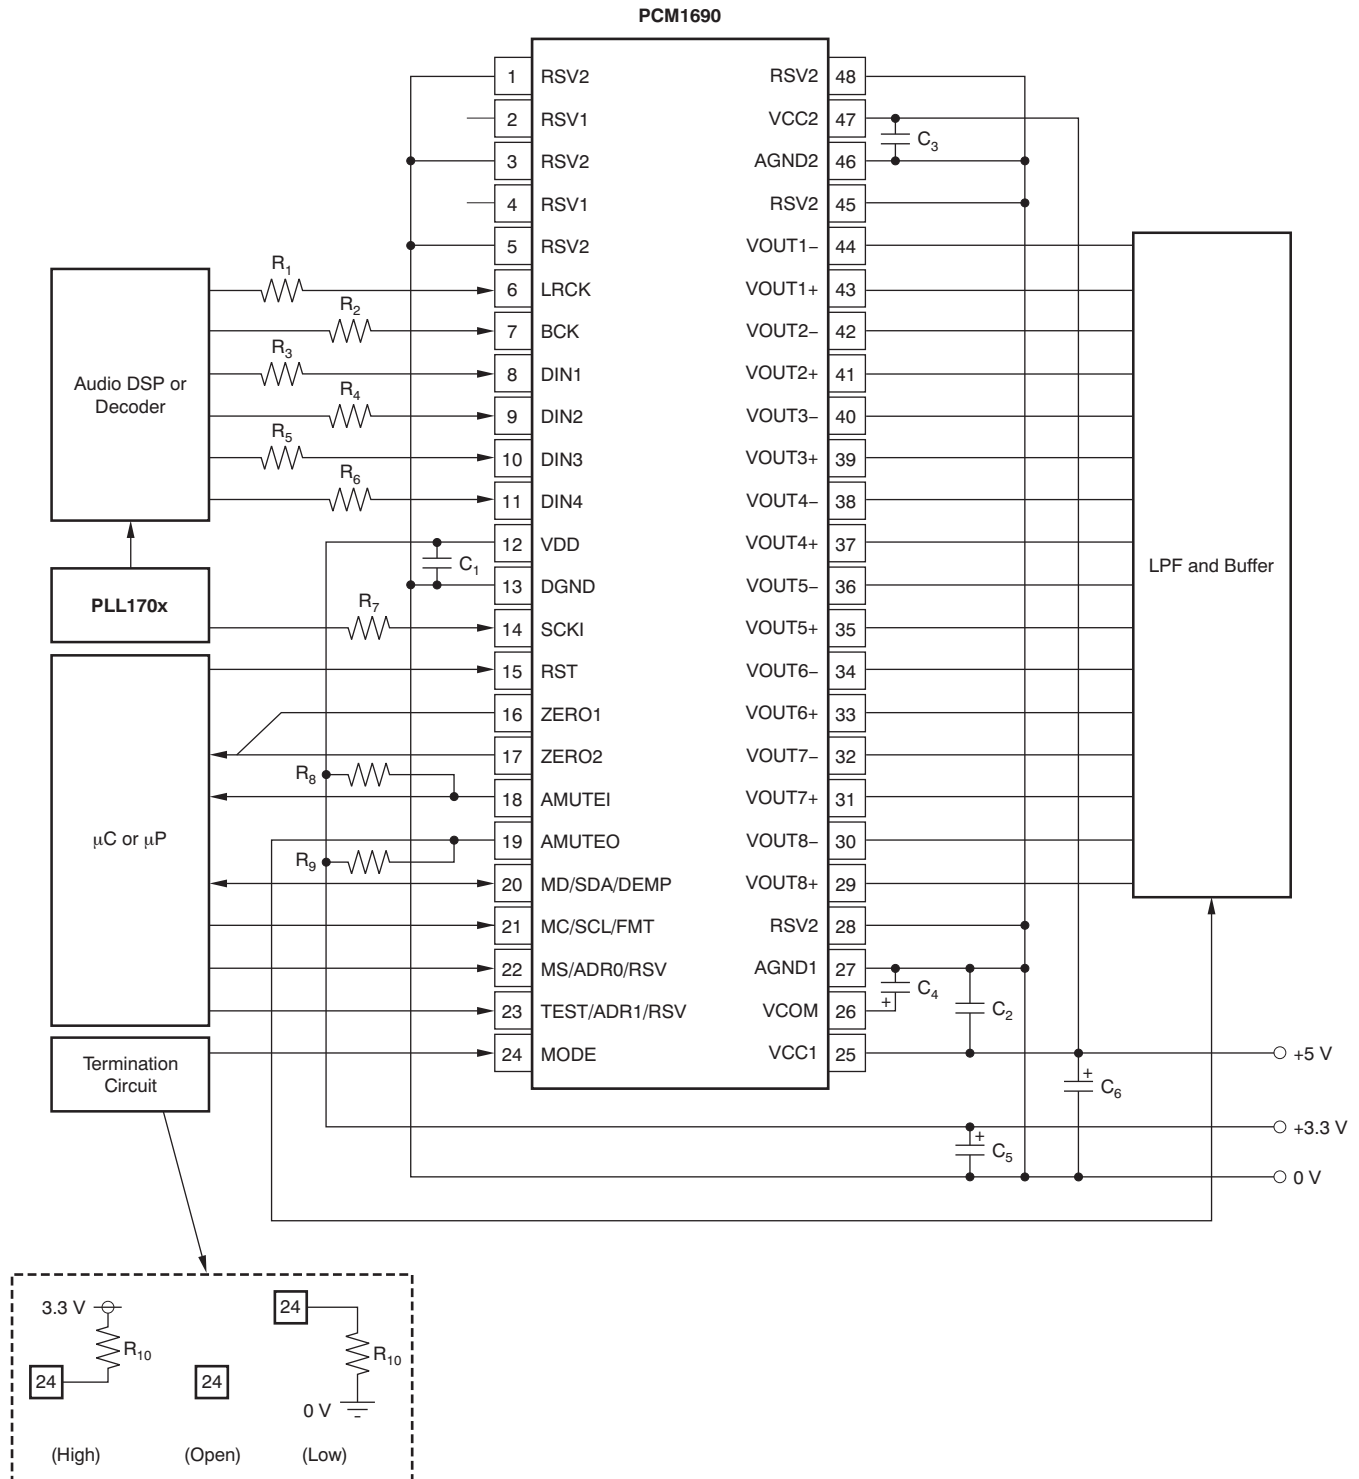 PCM1690
1 RSV2 RSV2 48
2 RSV1 VCC2 47
C3
3 RSV2 AGND2 46
4 RSV1 RSV2 45
5 RSV2 VOUT1− 44
R1
6 LRCK VOUT1+ 43
R2
7 BCK VOUT2− 42
R3
8 DIN1 VOUT2+ 41
Audio DSP or
Decoder
R4
9 DIN2 VOUT3− 40
R5
10 DIN3 VOUT3+ 39
R6
11 DIN4 VOUT4− 38
12 VDD VOUT4+ 37
C1
LPF and Buffer
13 DGND VOUT5− 36
PLL170x
R7
14 SCKI VOUT5+ 35
15 RST VOUT6− 34
16 ZERO1 VOUT6+ 33
17 ZERO2 VOUT7− 32
R8
18 AMUTEI VOUT7+ 31
μC or μP
19 AMUTEO VOUT8− 30
R9
20 MD/SDA/DEMP VOUT8+ 29
21 MC/SCL/FMT RSV2 28
22 MS/ADR0/RSV AGND1 27
C4
+
C2
23 TEST/ADR1/RSV VCOM 26
24 MODE VCC1 25
+5 V
Termination
Circuit
+
C6
+3.3 V
+
C5
0 V
3.3 V
R10
24
(High)
24
(Open)
24
R10
0 V
(Low)